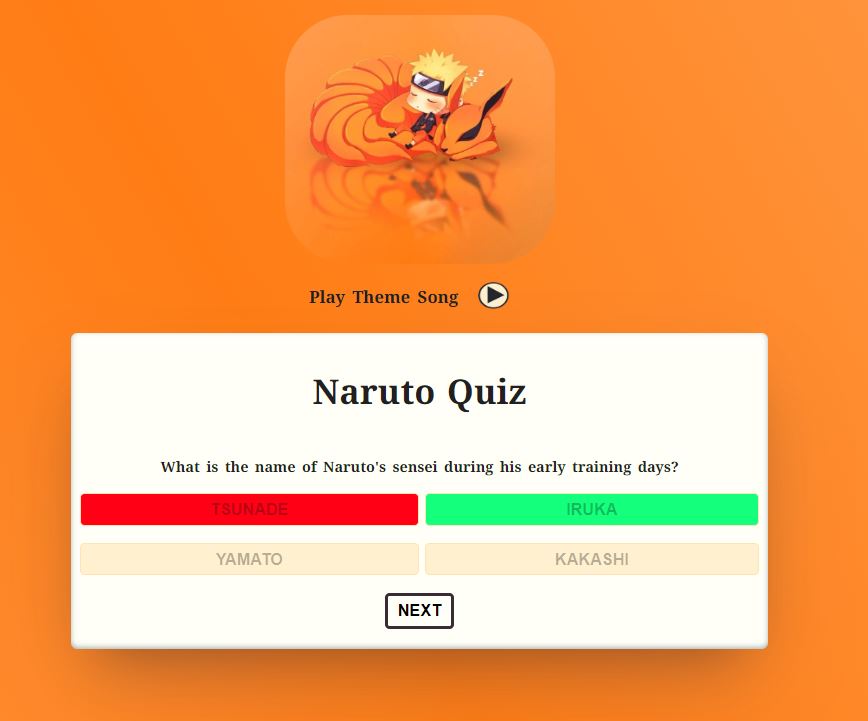 z z z
Play Theme Song
Naruto Quiz
What is the name of Naruto's sensei during his early training days?
TSUNADE IRUKA
YAMATO KAKASHI
NEXT